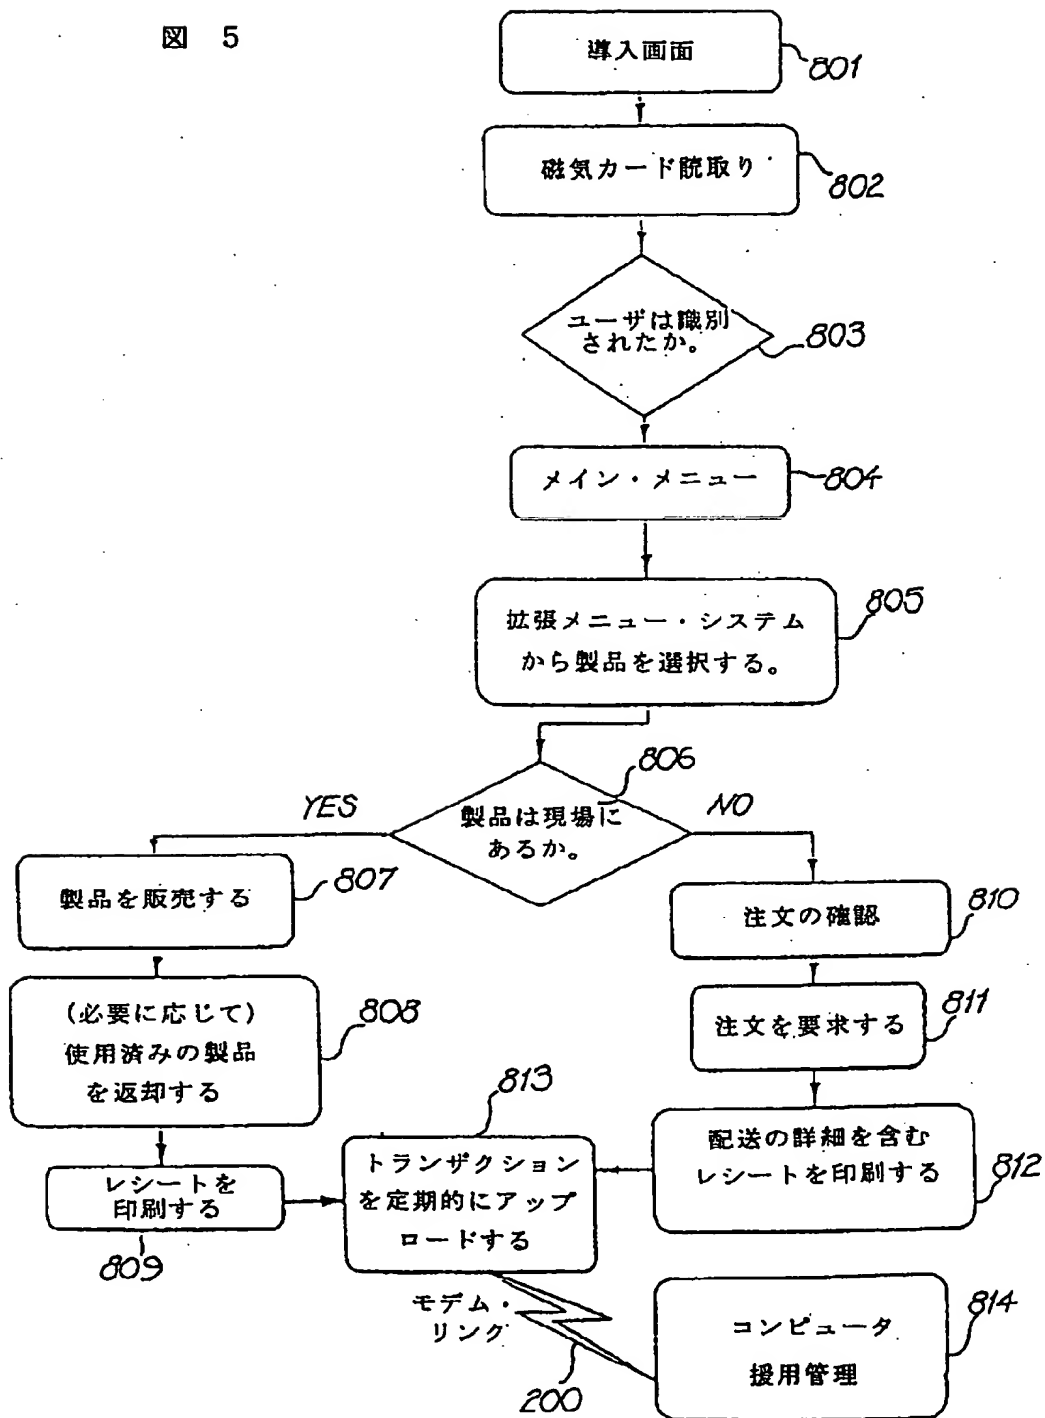 図 5
導入画面
801
磁気カード読取り
802
ユーザは識別
されたか。
803
メイン・メニュー
804
拡張メニュー・システム
から製品を選択する。
805
製品は現場に
あるか。
806
YES
NO
製品を販売する
807
(必要に応じて)
使用済みの製品
を返却する
808
レシートを
印刷する
809
注文の確認
810
注文を要求する
811
配送の詳細を含む
レシートを印刷する
812
トランザクション
を定期的にアップ
ロードする
813
モデム・
リンク
200
コンピュータ
援用管理
814